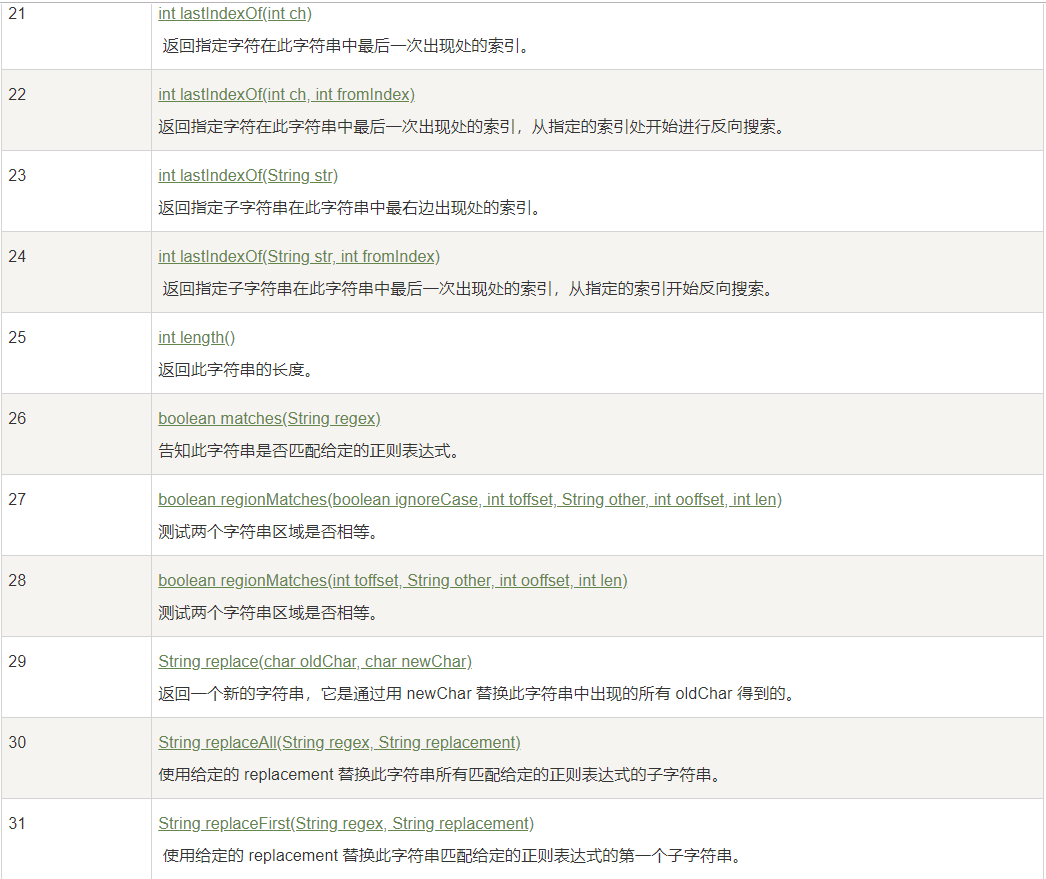 21
int lastIndexOf(int ch)
返回指定字符在此字符串中最后一次出现处的索引。
22
int lastIndexOf(int ch, int fromIndex)
返回指定字符在此字符串中最后一次出现处的索引，从指定的索引处开始进行反向搜索。
23
int lastIndexOf(String str)
返回指定子字符串在此字符串中最右边出现处的索引。
24
int lastIndexOf(String str, int fromIndex)
返回指定子字符串在此字符串中最后一次出现处的索引，从指定的索引开始反向搜索。
25
int length()
返回此字符串的长度。
26
boolean matches(String regex)
告知此字符串是否匹配给定的正则表达式。
27
boolean regionMatches(boolean ignoreCase, int toffset, String other, int ooffset, int len)
测试两个字符串区域是否相等。
28
boolean regionMatches(int toffset, String other, int ooffset, int len)
测试两个字符串区域是否相等。
29
String replace(char oldChar, char newChar)
返回一个新的字符串，它是通过用 newChar 替换此字符串中出现的所有 oldChar 得到的。
30
String replaceAll(String regex, String replacement)
使用给定的 replacement 替换此字符串所有匹配给定的正则表达式的子字符串。
31
String replaceFirst(String regex, String replacement)
使用给定的 replacement 替换此字符串匹配给定的正则表达式的第一个子字符串。